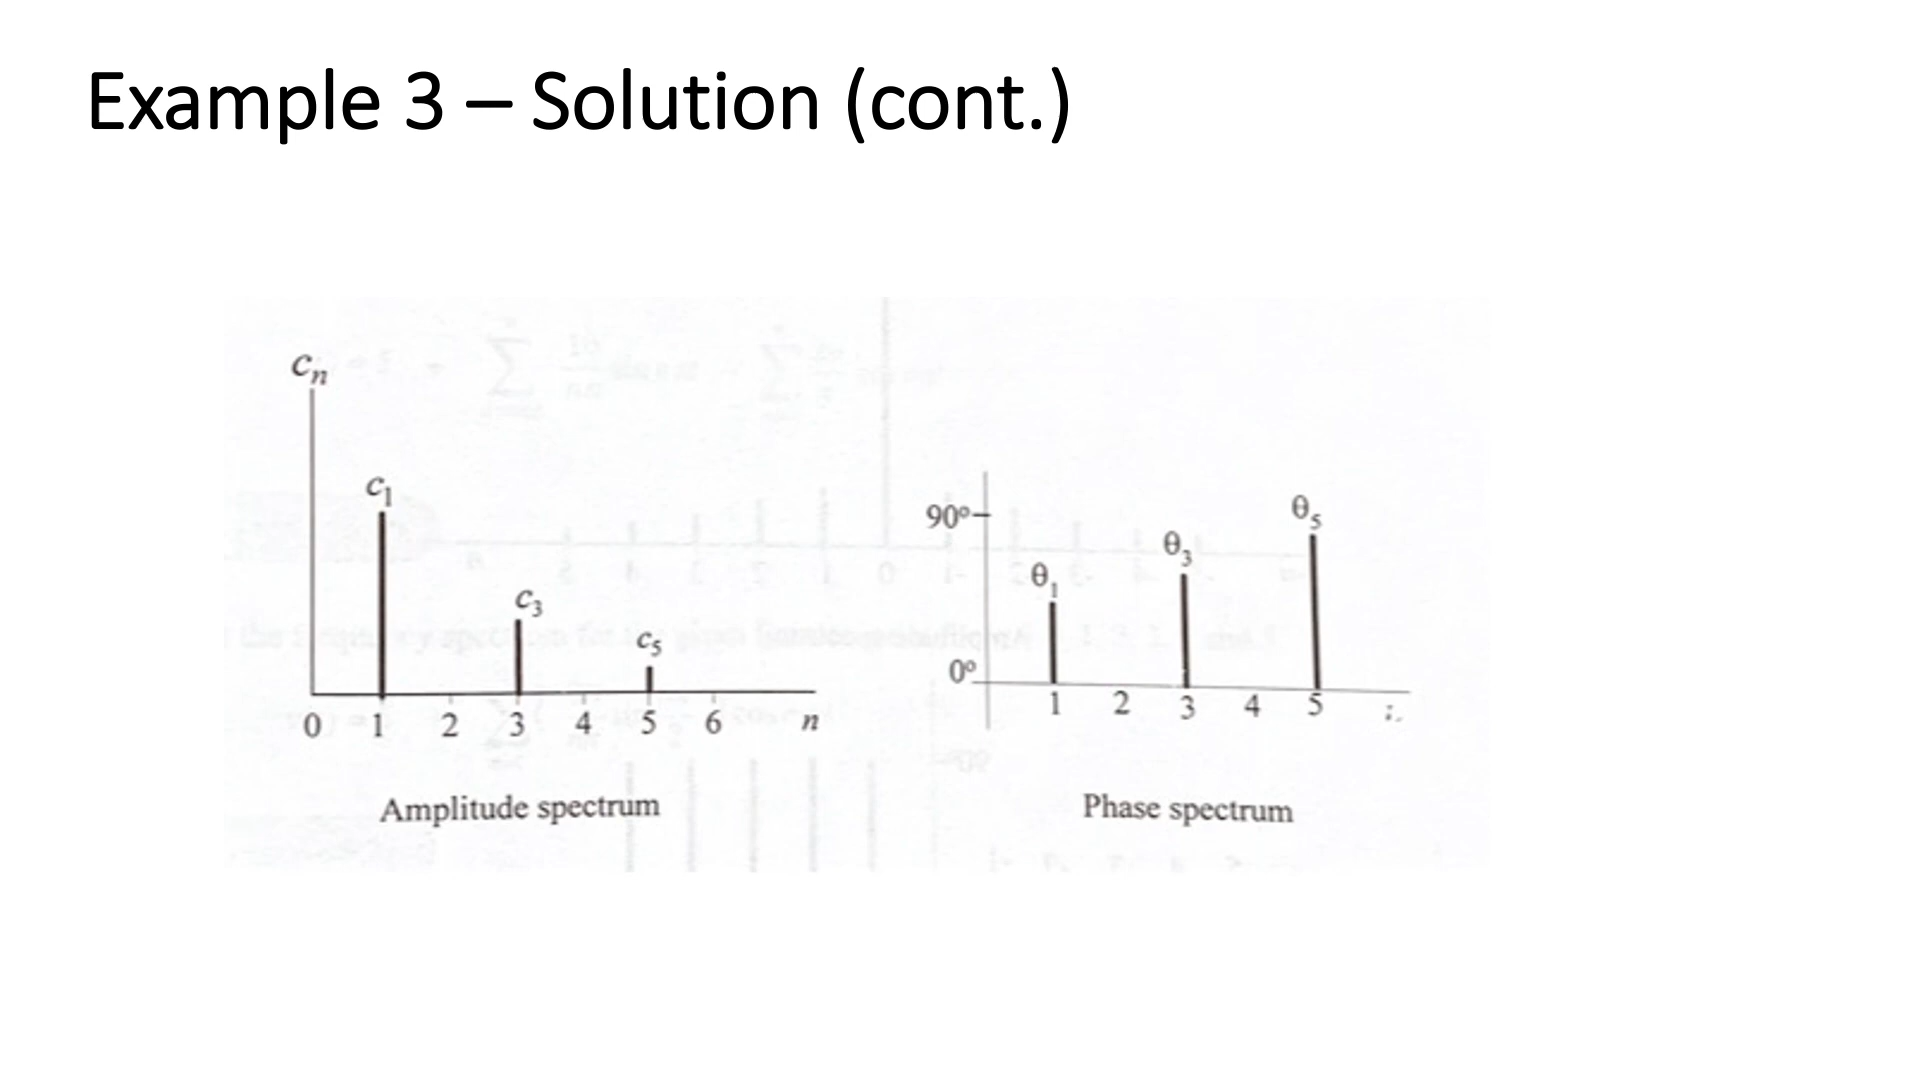 Example 3 – Solution (cont.)
Cn
C1
C3
C5
0 1 2 3 4 5 6 n
Amplitude spectrum
90°
0°
θ1
θ3
θ5
1 2 3 4 5
Phase spectrum